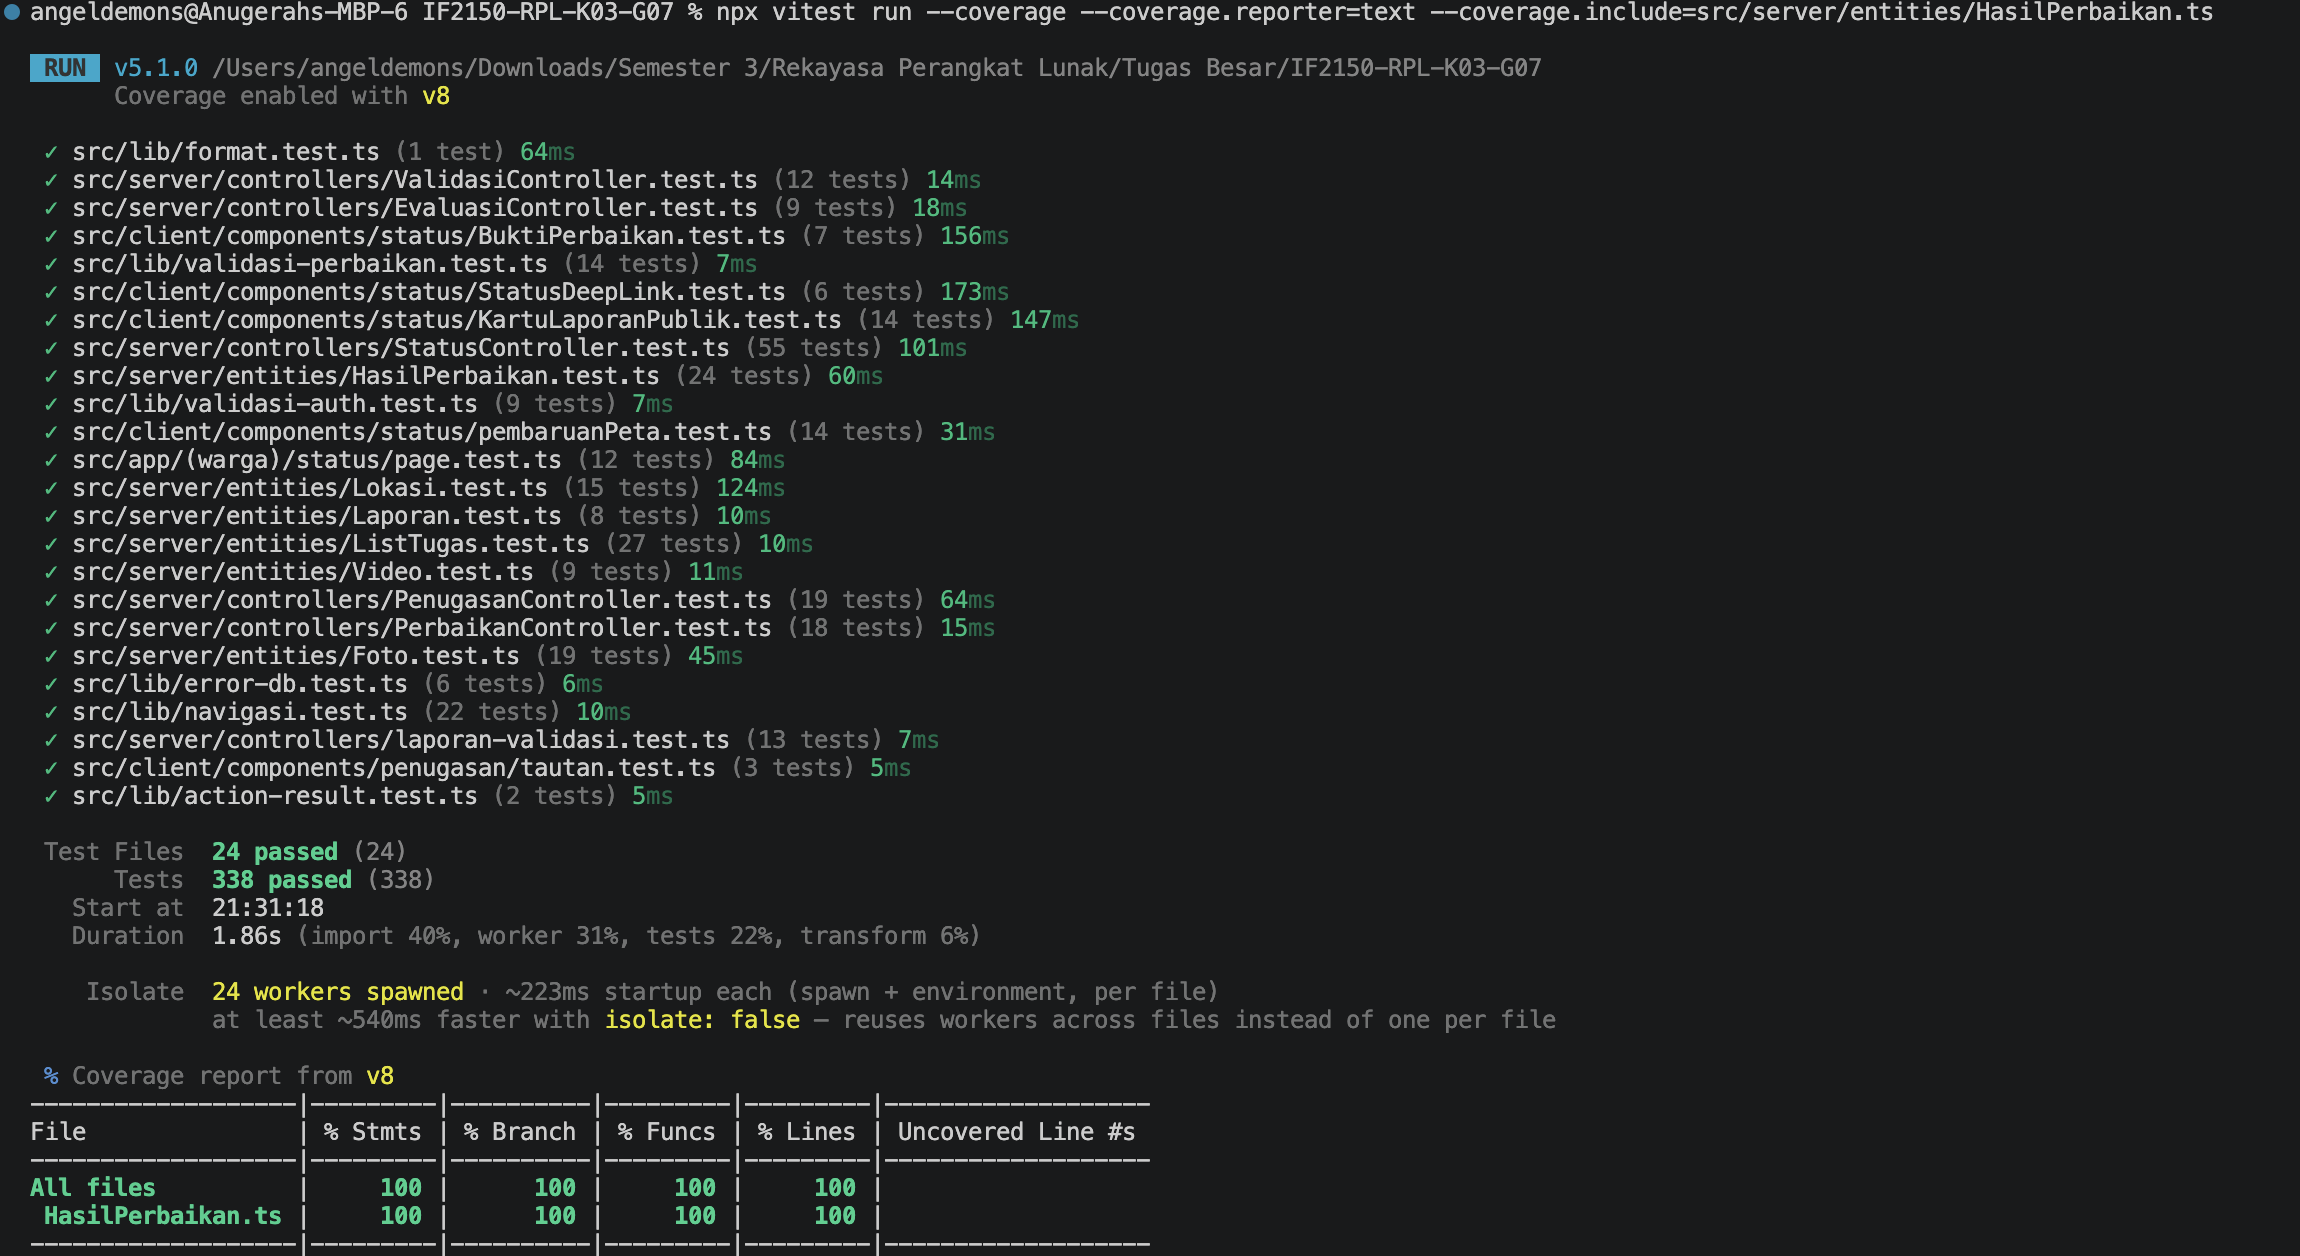 angeldemons@Anugerahs-MBP-6 IF2150-RPL-K03-G07 % npx vitest run --coverage --coverage.reporter=text --coverage.include=src/server/entities/HasilPerbaikan.ts
RUN v5.1.0 /Users/angeldemons/Downloads/Semester 3/Rekayasa Perangkat Lunak/Tugas Besar/IF2150-RPL-K03-G07
Coverage enabled with v8
✓ src/lib/format.test.ts (1 test) 64ms
✓ src/server/controllers/ValidasiController.test.ts (12 tests) 14ms
✓ src/server/controllers/EvaluasiController.test.ts (9 tests) 18ms
✓ src/client/components/status/BuktiPerbaikan.test.ts (7 tests) 156ms
✓ src/lib/validasi-perbaikan.test.ts (14 tests) 7ms
✓ src/client/components/status/StatusDeepLink.test.ts (6 tests) 173ms
✓ src/client/components/status/KartuLaporanPublik.test.ts (14 tests) 147ms
✓ src/server/controllers/StatusController.test.ts (55 tests) 101ms
✓ src/server/entities/HasilPerbaikan.test.ts (24 tests) 60ms
✓ src/lib/validasi-auth.test.ts (9 tests) 7ms
✓ src/client/components/status/pembaruanPeta.test.ts (14 tests) 31ms
✓ src/app/(warga)/status/page.test.ts (12 tests) 84ms
✓ src/server/entities/Lokasi.test.ts (15 tests) 124ms
✓ src/server/entities/Laporan.test.ts (8 tests) 10ms
✓ src/server/entities/ListTugas.test.ts (27 tests) 10ms
✓ src/server/entities/Video.test.ts (9 tests) 11ms
✓ src/server/controllers/PenugasanController.test.ts (19 tests) 64ms
✓ src/server/controllers/PerbaikanController.test.ts (18 tests) 15ms
✓ src/server/entities/Foto.test.ts (19 tests) 45ms
✓ src/lib/error-db.test.ts (6 tests) 6ms
✓ src/lib/navigasi.test.ts (22 tests) 10ms
✓ src/server/controllers/laporan-validasi.test.ts (13 tests) 7ms
✓ src/client/components/penugasan/tautan.test.ts (3 tests) 5ms
✓ src/lib/action-result.test.ts (2 tests) 5ms
Test Files 24 passed (24)
Tests 338 passed (338)
Start at 21:31:18
Duration 1.86s (import 40%, worker 31%, tests 22%, transform 6%)
Isolate 24 workers spawned · ~223ms startup each (spawn + environment, per file)
at least ~540ms faster with isolate: false — reuses workers across files instead of one per file
% Coverage report from v8
-------------------|---------|----------|---------|---------|-------------------
File | % Stmts | % Branch | % Funcs | % Lines | Uncovered Line #s
-------------------|---------|----------|---------|---------|-------------------
All files | 100 | 100 | 100 | 100 |
HasilPerbaikan.ts | 100 | 100 | 100 | 100 |
-------------------|---------|----------|---------|---------|-------------------